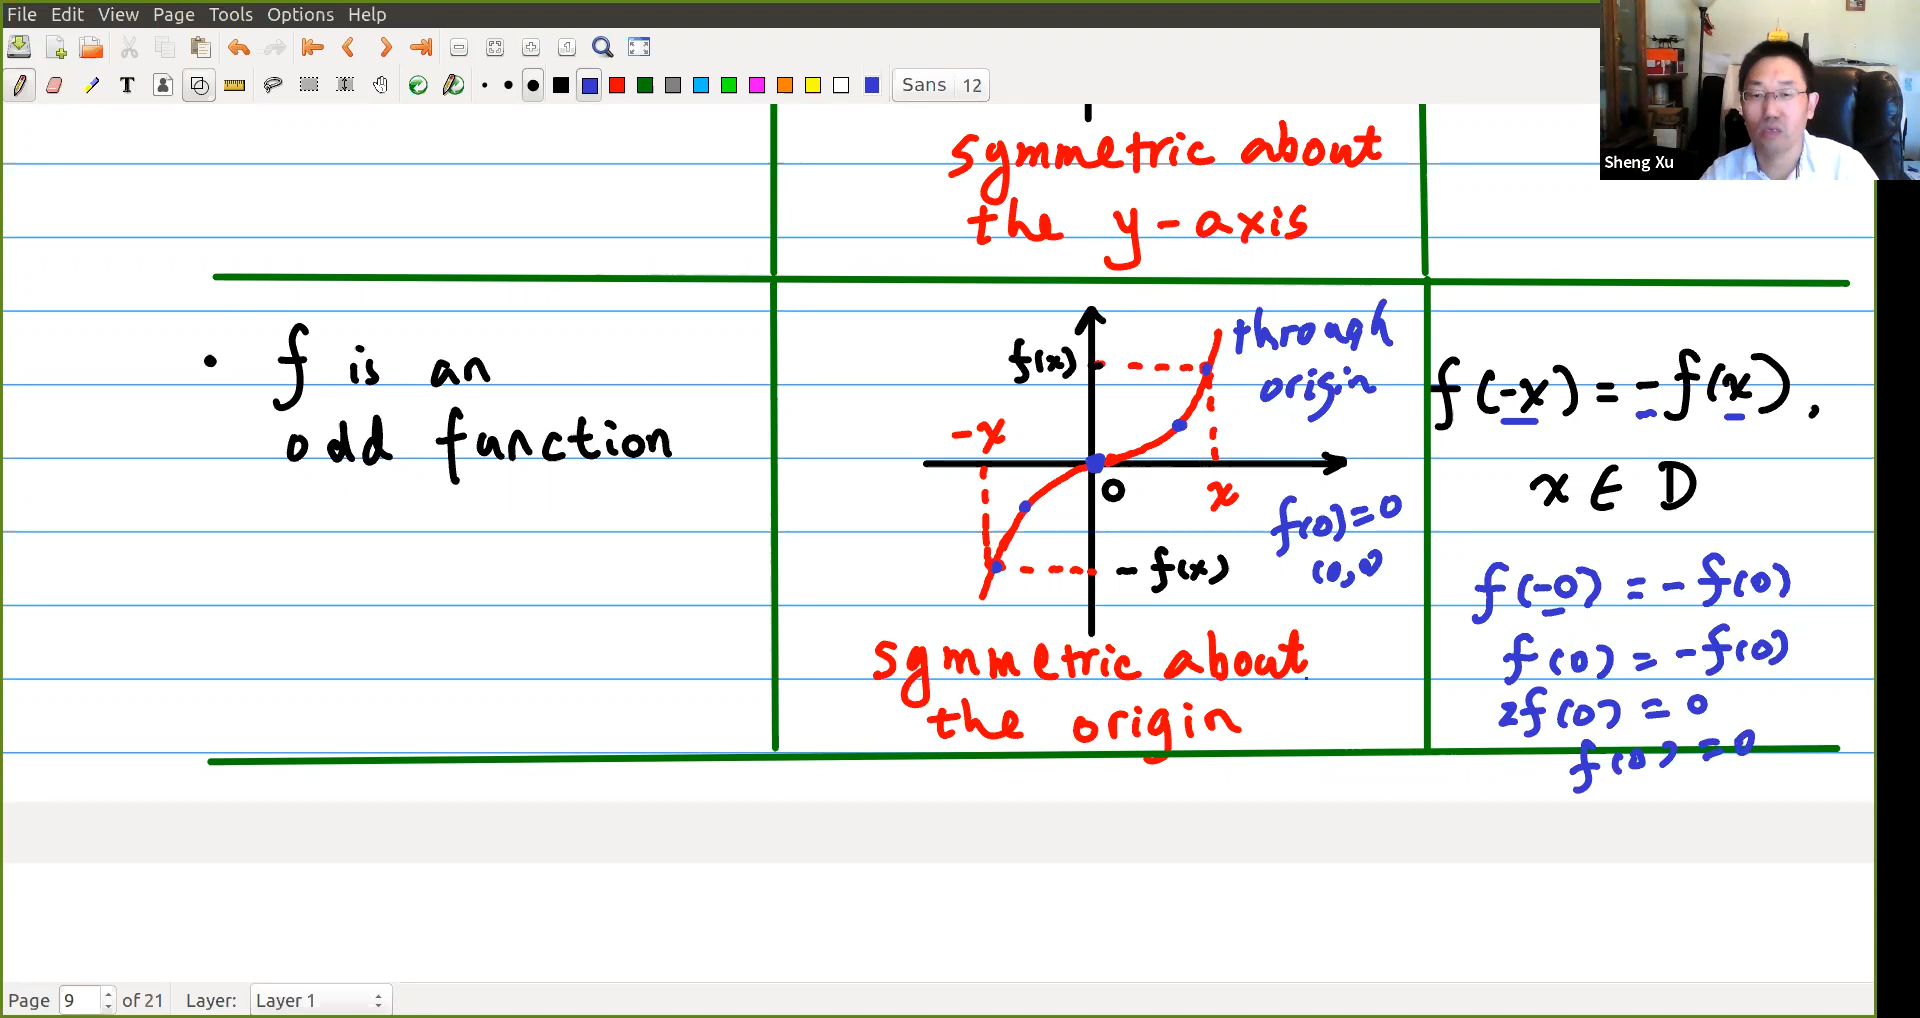 File Edit View Page Tools Options Help
Sans 12
Sheng Xu
symmetric about
the y-axis
• f is an
odd function
f(x)
through
origin
-x
0
x
f(0)=0
(0,0)
-f(x)
symmetric about
the origin
f(-x) = -f(x),
x ∈ D
f(-0) = -f(0)
f(0) = -f(0)
2f(0) = 0
f(0) = 0
Page 9 of 21 Layer: Layer 1